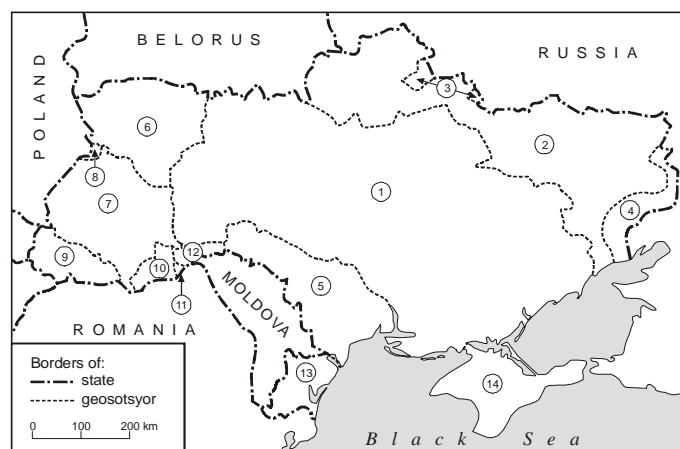 BELORUS
RUSSIA
POLAND
3
6
2
8
1
7
4
9
10
12
5
11
MOLDOVA
ROMANIA
13
14
Borders of:
state
geosotsyor
0 100 200 km
Black Sea